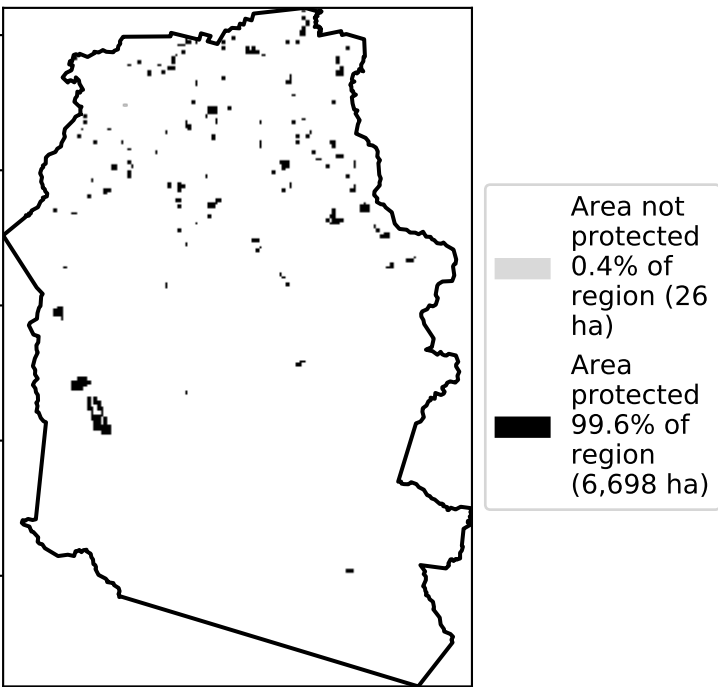 Area not
protected
0.4% of
region (26
ha)
Area
protected
99.6% of
region
(6,698 ha)